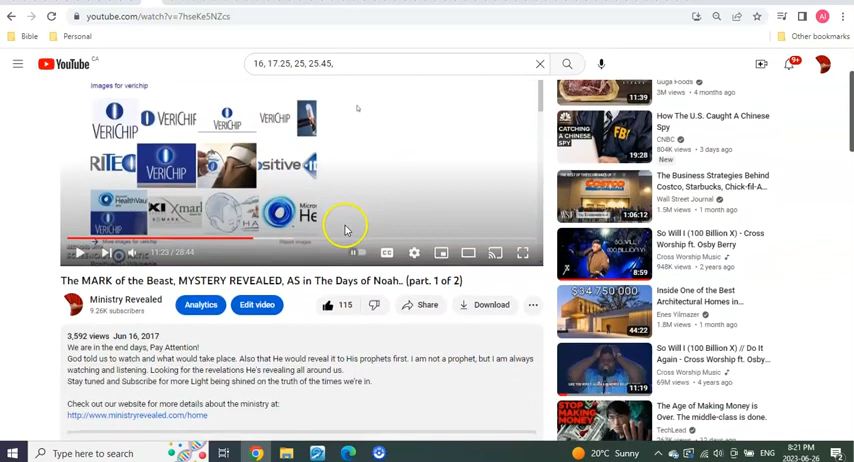 youtube.com/watch?v=7hseKe5NZcs
Bible
Personal
Other bookmarks
YouTube CA
16, 17.25, 25, 25.45,
9+
Images for verichip
VERICHIP
VERICHIP
VERICHIP
11:23 / 28:44
The MARK of the Beast, MYSTERY REVEALED, AS in The Days of Noah.. (part. 1 of 2)
Ministry Revealed
9.26K subscribers
Analytics
Edit video
115
Share
Download
3,592 views Jun 16, 2017
We are in the end days, Pay Attention!
God told us to watch and what would take place. Also that He would reveal it to His prophets first. I am not a prophet, but I am always
watching and listening. Looking for the revelations He's revealing all around us.
Stay tuned and Subscribe for more Light being shined on the truth of the times we're in.
Check out our website for more details about the ministry at:
http://www.ministryrevealed.com/home
Guga Foods
3M views • 4 months ago
11:39
How The U.S. Caught A Chinese
Spy
CNBC
804K views • 3 days ago
New
CATCHING
A CHINESE
SPY
FBI
19:28
The Business Strategies Behind
Costco, Starbucks, Chick-fil-A...
Wall Street Journal
1.5M views • 1 month ago
1:06:12
So Will I (100 Billion X) - Cross
Worship ft. Osby Berry
Cross Worship Music
948K views • 2 years ago
8:59
Inside One of the Best
Architectural Homes in...
Enes Yilmazer
1.8M views • 1 month ago
$34,750,000
44:22
So Will I (100 Billion X) // Do It
Again - Cross Worship ft. Osb...
Cross Worship Music
69M views • 4 years ago
11:19
The Age of Making Money is
Over. The middle-class is done.
TechLead
STOP
MAKING
MONEY
Type here to search
20°C Sunny
ENG
8:21 PM
2023-06-26